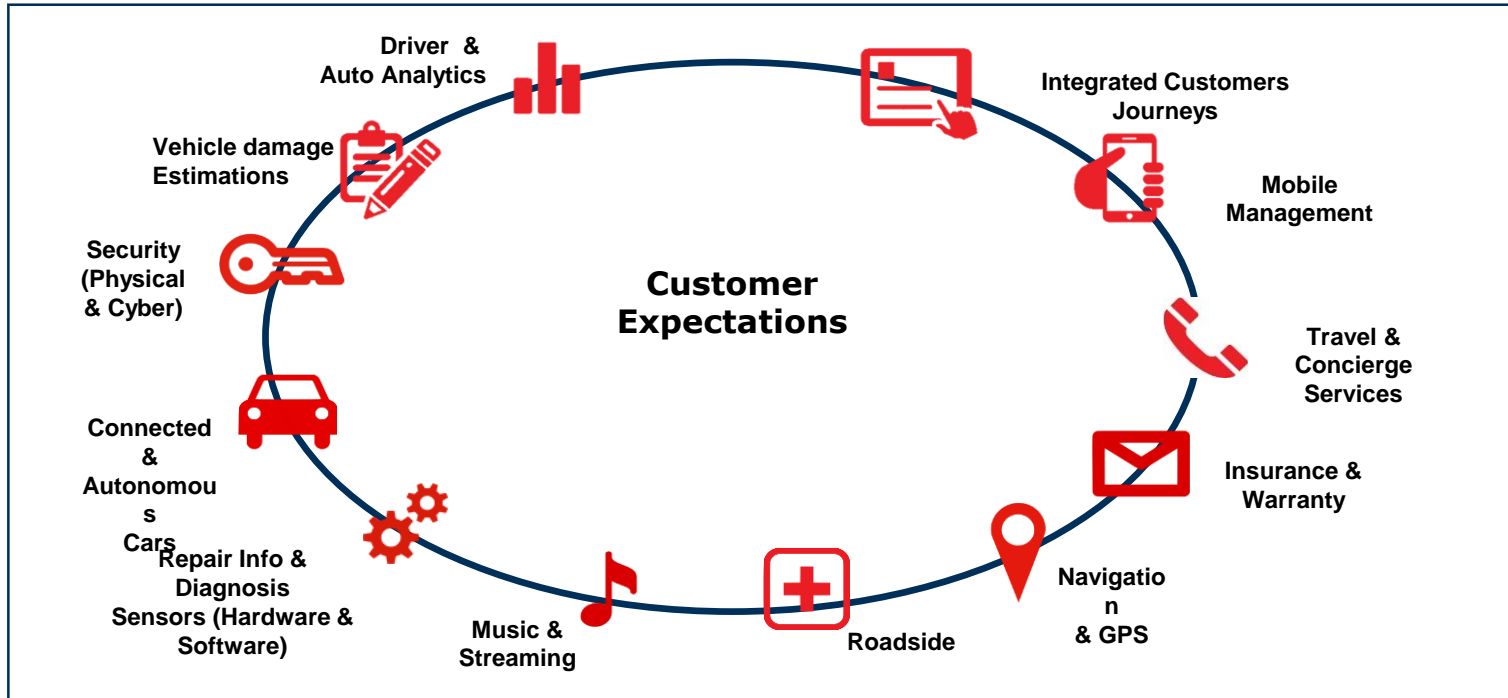 Driver &
Auto Analytics
Integrated Customers
Journeys
Vehicle damage
Estimations
Mobile
Management
Security
(Physical
& Cyber)
Customer
Expectations
Travel &
Concierge
Services
Connected
&
Autonomou
s
Cars
Insurance &
Warranty
Repair Info &
Diagnosis
Sensors (Hardware &
Software)
Music &
Streaming
Roadside
Navigatio
n
& GPS